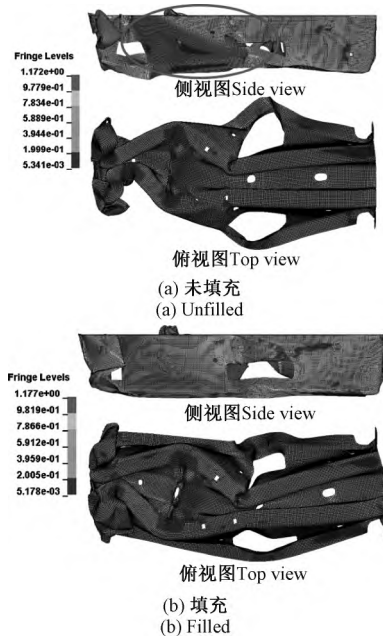 Fringe Levels
1.172e+00
9.779e-01
7.834e-01
5.889e-01
3.944e-01
1.999e-01
5.341e-03
侧视图Side view
俯视图Top view
(a) 未填充
(a) Unfilled
Fringe Levels
1.177e+00
9.819e-01
7.866e-01
5.912e-01
3.959e-01
2.005e-01
5.178e-03
侧视图Side view
俯视图Top view
(b) 填充
(b) Filled